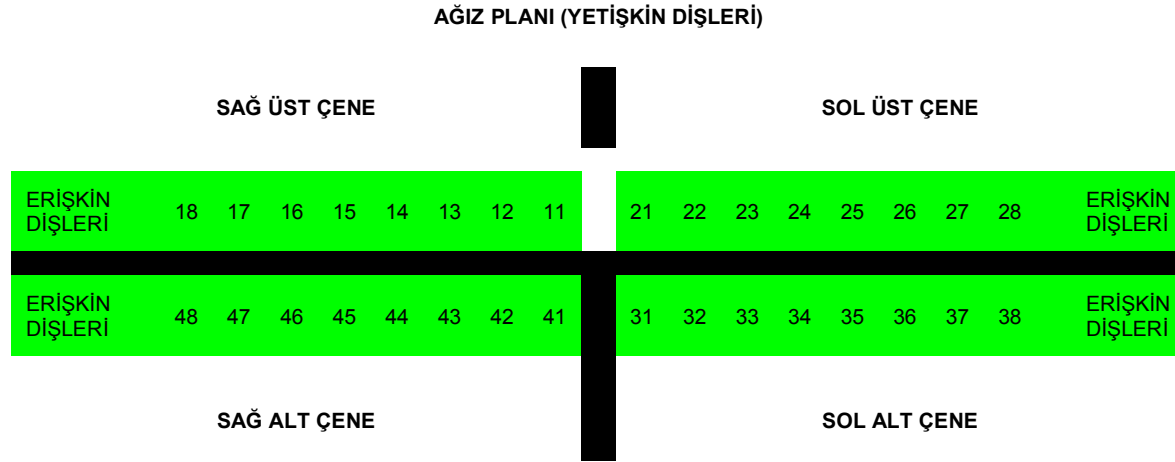 AĞIZ PLANI (YETİŞKİN DİŞLERİ)
SAĞ ÜST ÇENE
SOL ÜST ÇENE
ERİŞKİN
DİŞLERİ
18 17 16 15 14 13 12 11
21 22 23 24 25 26 27 28
ERİŞKİN
DİŞLERİ
ERİŞKİN
DİŞLERİ
48 47 46 45 44 43 42 41
31 32 33 34 35 36 37 38
ERİŞKİN
DİŞLERİ
SAĞ ALT ÇENE
SOL ALT ÇENE